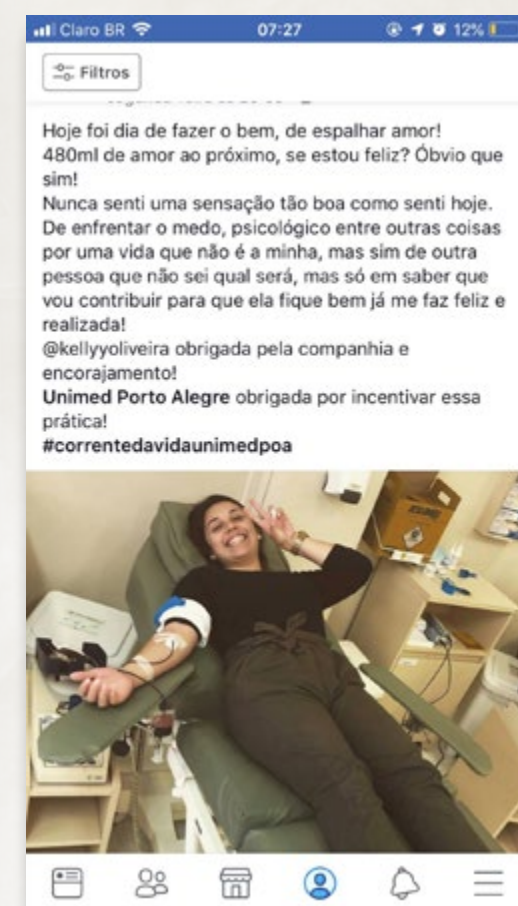 Claro BR 07:27 12%
Filtros
Hoje foi dia de fazer o bem, de espalhar amor!
480ml de amor ao próximo, se estou feliz? Óbvio que
sim!
Nunca senti uma sensação tão boa como senti hoje.
De enfrentar o medo, psicológico entre outras coisas
por uma vida que não é a minha, mas sim de outra
pessoa que não sei qual será, mas só em saber que
vou contribuir para que ela fique bem já me faz feliz e
realizada!
@kellyyoliveira obrigada pela companhia e
encorajamento!
Unimed Porto Alegre obrigada por incentivar essa
prática!
#correntedavidaunimedpoa